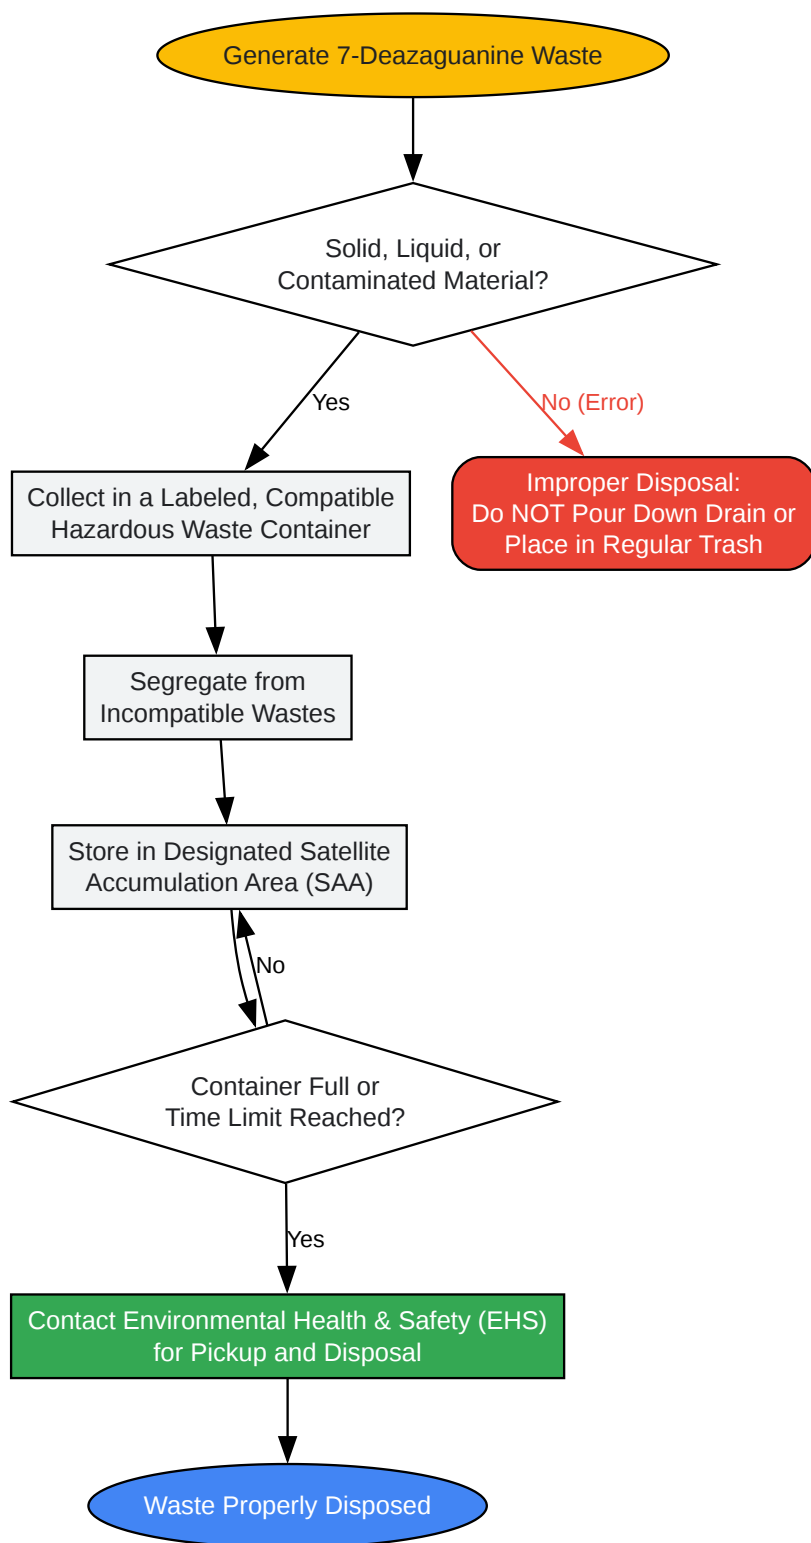 Generate 7-Deazaguanine Waste
Solid, Liquid, or
Contaminated Material?
Yes
No (Error)
Collect in a Labeled, Compatible
Hazardous Waste Container
Improper Disposal:
Do NOT Pour Down Drain or
Place in Regular Trash
Segregate from
Incompatible Wastes
Store in Designated Satellite
Accumulation Area (SAA)
No
Container Full or
Time Limit Reached?
Yes
Contact Environmental Health & Safety (EHS)
for Pickup and Disposal
Waste Properly Disposed